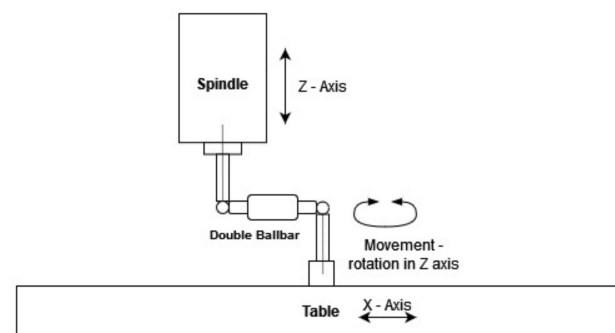 Spindle
Z - Axis
Double Ballbar
Movement -
rotation in Z axis
Table
X - Axis